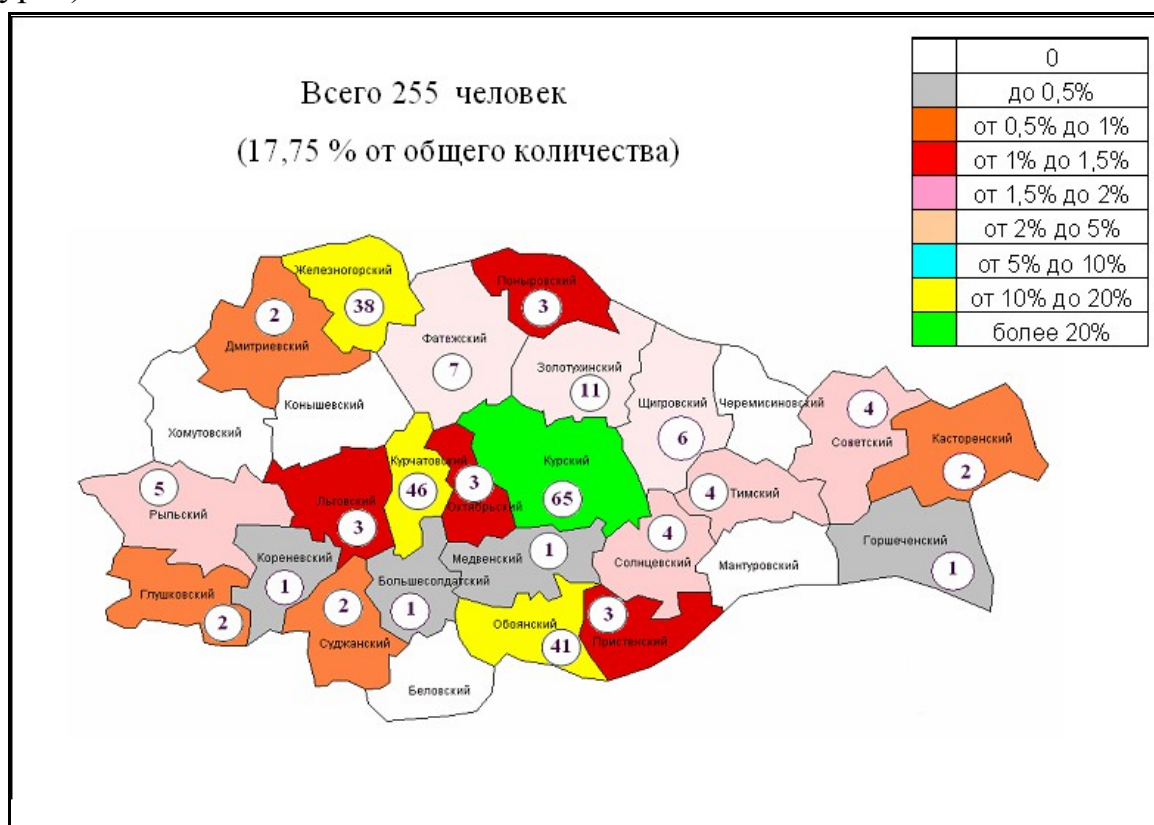 Всего 255 человек
(17,75 % от общего количества)
0
до 0,5%
от 0,5% до 1%
от 1% до 1,5%
от 1,5% до 2%
от 2% до 5%
от 5% до 10%
от 10% до 20%
более 20%
Железногорский
38
2
Дмитриевский
Поныровский
3
Фатежский
7
Золотухинский
11
Щигровский
6
Черемисиновский
4
Советский
Касторенский
2
Конышевский
Хомутовский
5
Рыльский
Льговский
3
Курчатовский
46
3
Октябрьский
Курский
65
4
Тимский
4
Солнцевский
Мантуровский
Горшеченский
1
Кореневский
1
Глушковский
2
2
Суджанский
Большесолдатский
1
Медвенский
1
Обоянский
41
3
Пристенский
Беловский